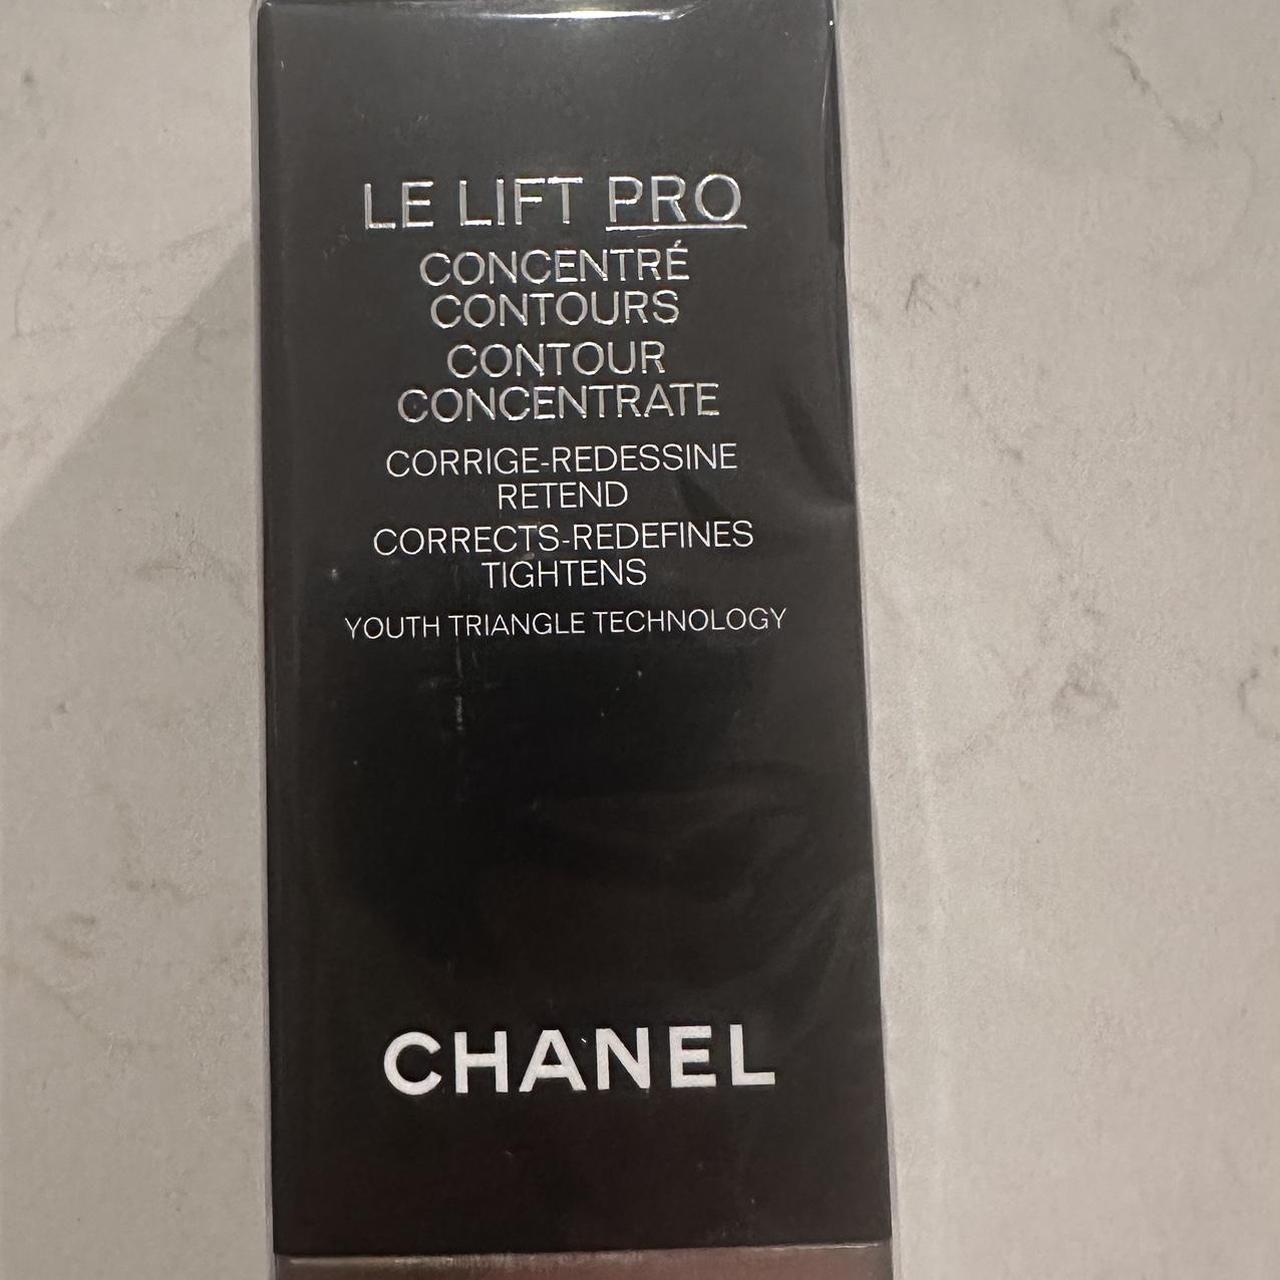 LE LIFT PRO
CONCENTRÉ
CONTOURS
CONTOUR
CONCENTRATE
CORRIGE-REDESSINE
RETEND
CORRECTS-REDEFINES
TIGHTENS
YOUTH TRIANGLE TECHNOLOGY
CHANEL